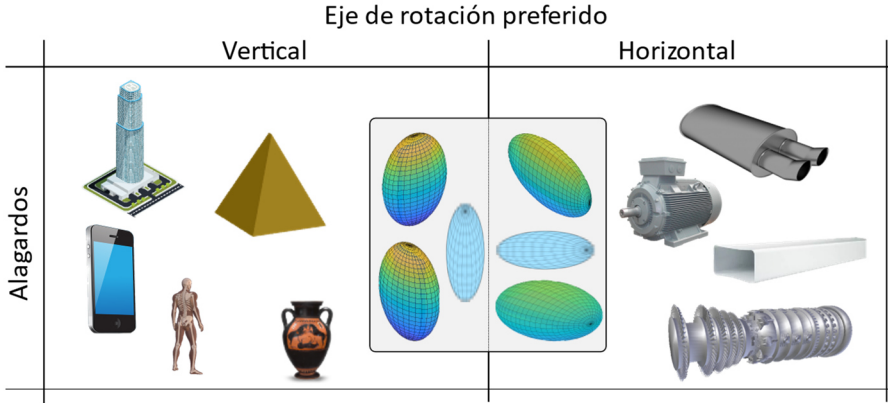 Eje de rotación preferido
Vertical
Horizontal
Alagardos